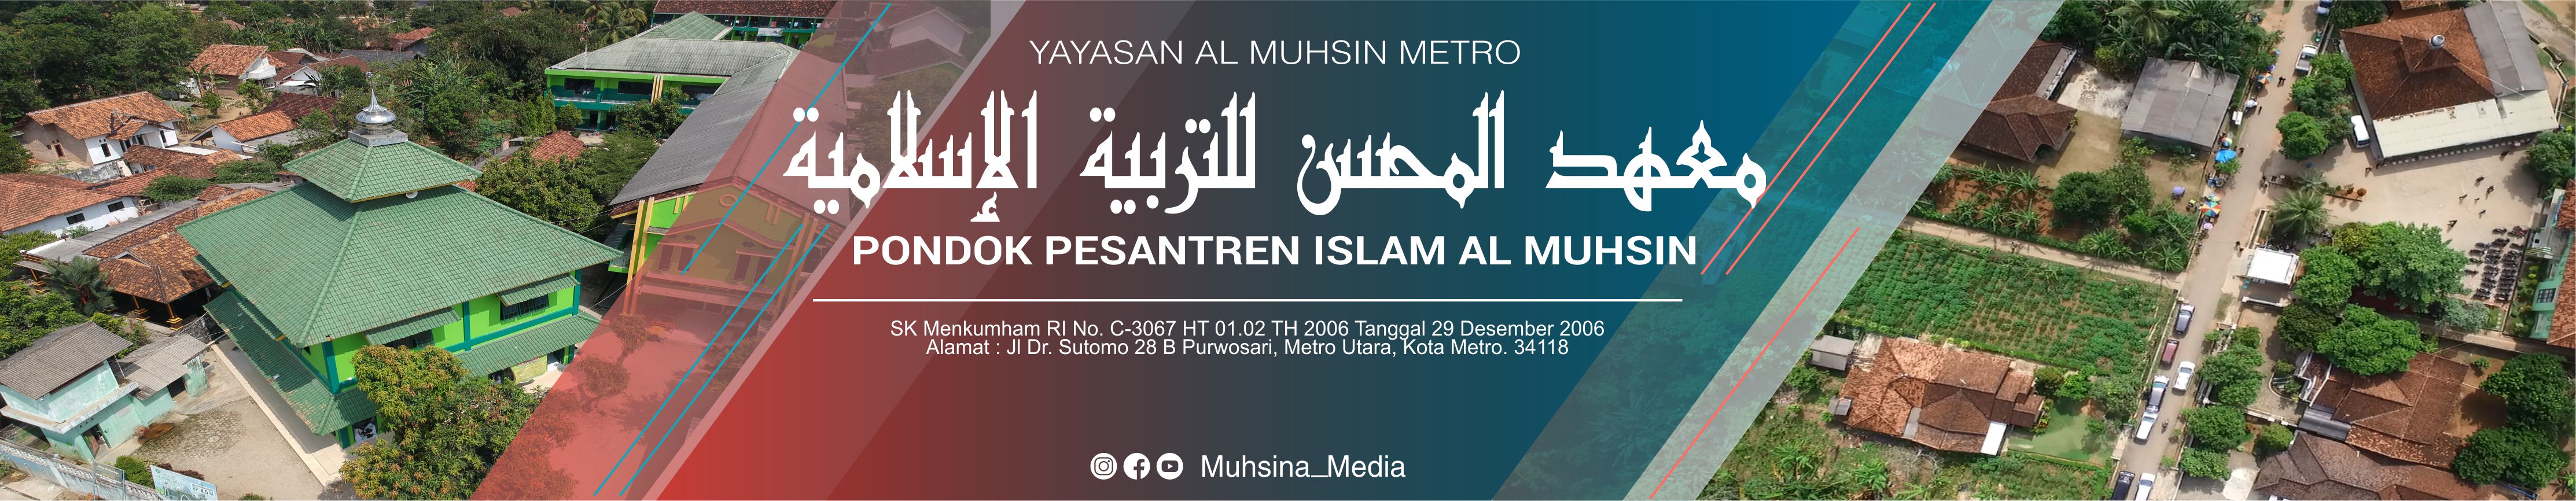 YAYASAN AL MUHSIN METRO
معهد المحسن للتربية الإسلامية
PONDOK PESANTREN ISLAM AL MUHSIN
SK Menkumham RI No. C-3067 HT 01.02 TH 2006 Tanggal 29 Desember 2006
Alamat : Jl Dr. Sutomo 28 B Purwosari, Metro Utara, Kota Metro. 34118
Muhsina_Media